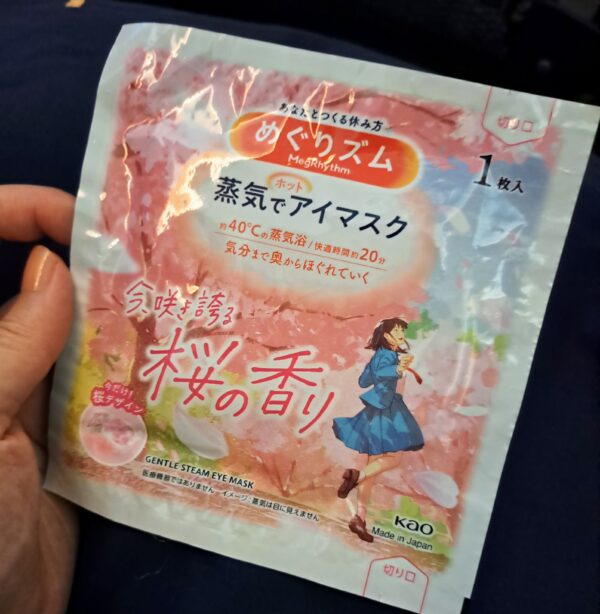 切り口
あなたとつくる休み方
めぐりズム
MegRhythm
1枚入
ホット
蒸気でアイマスク
約40℃の蒸気浴/快適時間約20分
気分まで奥からほぐれていく
今、咲き誇る
桜の香り
今だけ!
桜デザイン
GENTLE STEAM EYE MASK
医療機器ではありません イメージ・蒸気は目に見えません
Kao
Made in Japan
切り口